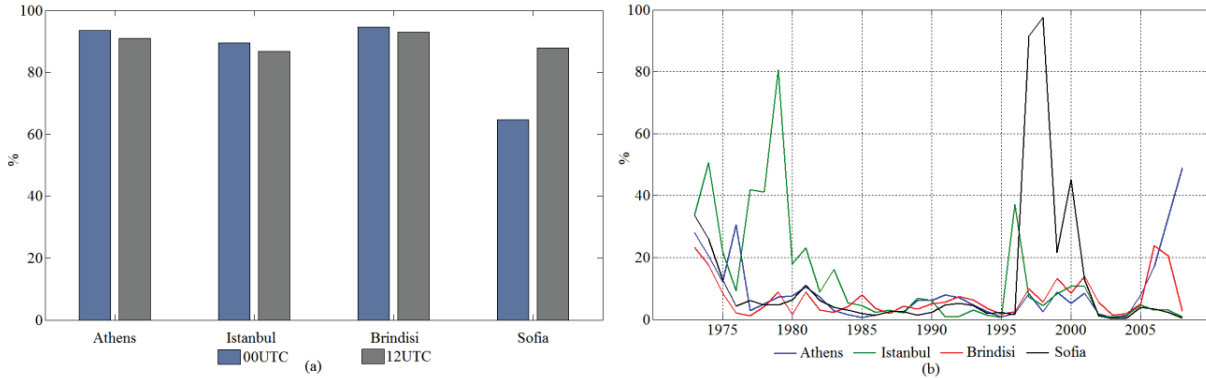 100
80
60
40
20
0
%
Athens
Istanbul
Brindisi
Sofia
00UTC
12UTC
(a)
100
80
60
40
20
0
%
1975
1980
1985
1990
1995
2000
2005
Athens
Istanbul
Brindisi
Sofia
(b)